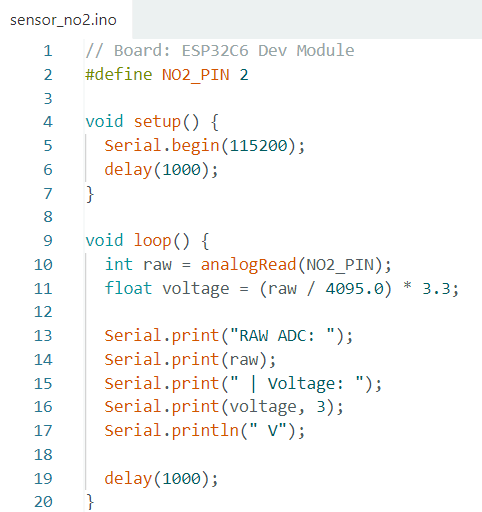 sensor_no2.ino
1 // Board: ESP32C6 Dev Module
2 #define NO2_PIN 2
3
4 void setup() {
5   Serial.begin(115200);
6   delay(1000);
7 }
8
9 void loop() {
10   int raw = analogRead(NO2_PIN);
11   float voltage = (raw / 4095.0) * 3.3;
12
13   Serial.print("RAW ADC: ");
14   Serial.print(raw);
15   Serial.print(" | Voltage: ");
16   Serial.print(voltage, 3);
17   Serial.println(" V");
18
19   delay(1000);
20 }